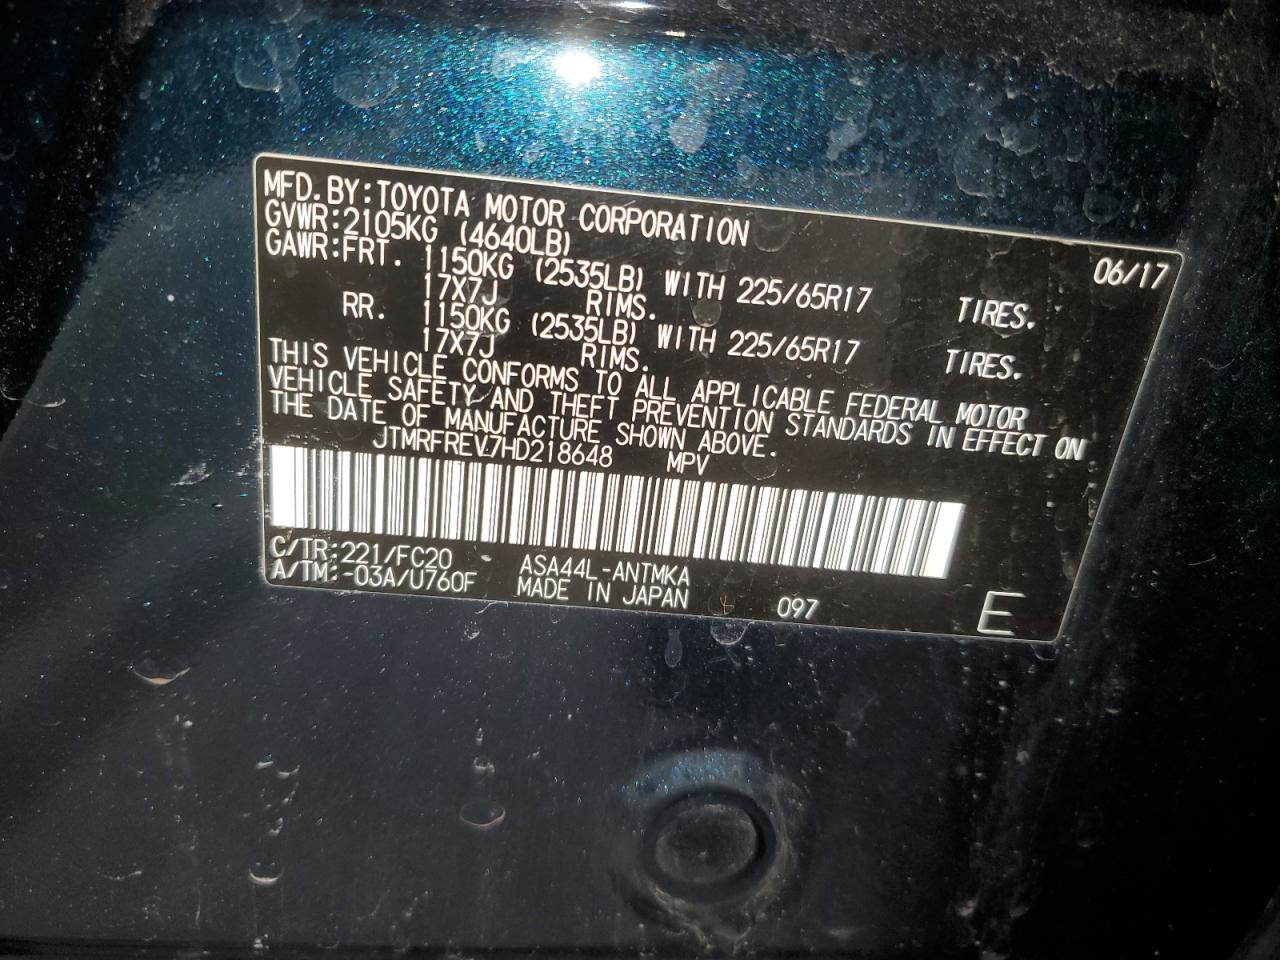 MFD. BY: TOYOTA MOTOR CORPORATION 06/17
GVWR: 2105KG (4640LB)
GAWR: FRT. 1150KG (2535LB) WITH 225/65R17 TIRES.
17X7J RIMS.
RR. 1150KG (2535LB) WITH 225/65R17 TIRES.
17X7J RIMS.
THIS VEHICLE CONFORMS TO ALL APPLICABLE FEDERAL MOTOR
VEHICLE SAFETY AND THEFT PREVENTION STANDARDS IN EFFECT ON
THE DATE OF MANUFACTURE SHOWN ABOVE.
JTMRFREV7HD218648 MPV
C/TR: 221/FC20 ASA44L-ANTMKA
A/TM: -03A/U760F MADE IN JAPAN 097 E